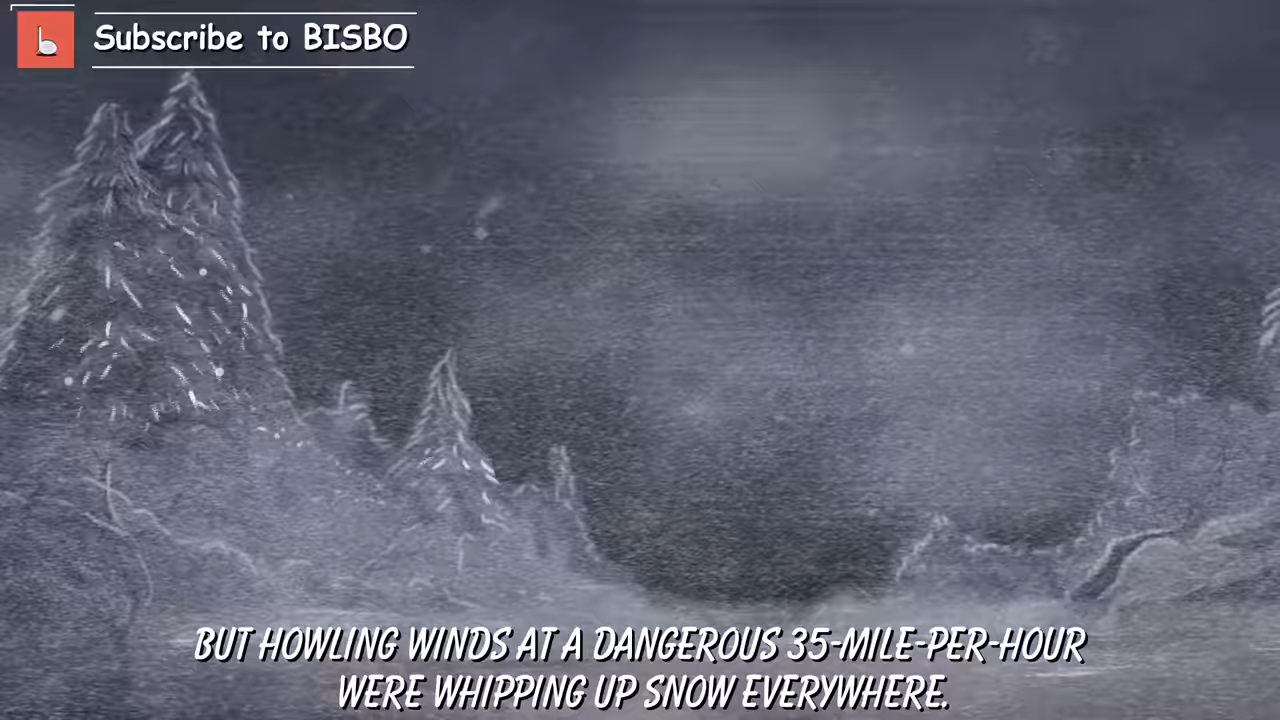 Subscribe to BISBO
BUT HOWLING WINDS AT A DANGEROUS 35-MILE-PER-HOUR
WERE WHIPPING UP SNOW EVERYWHERE.